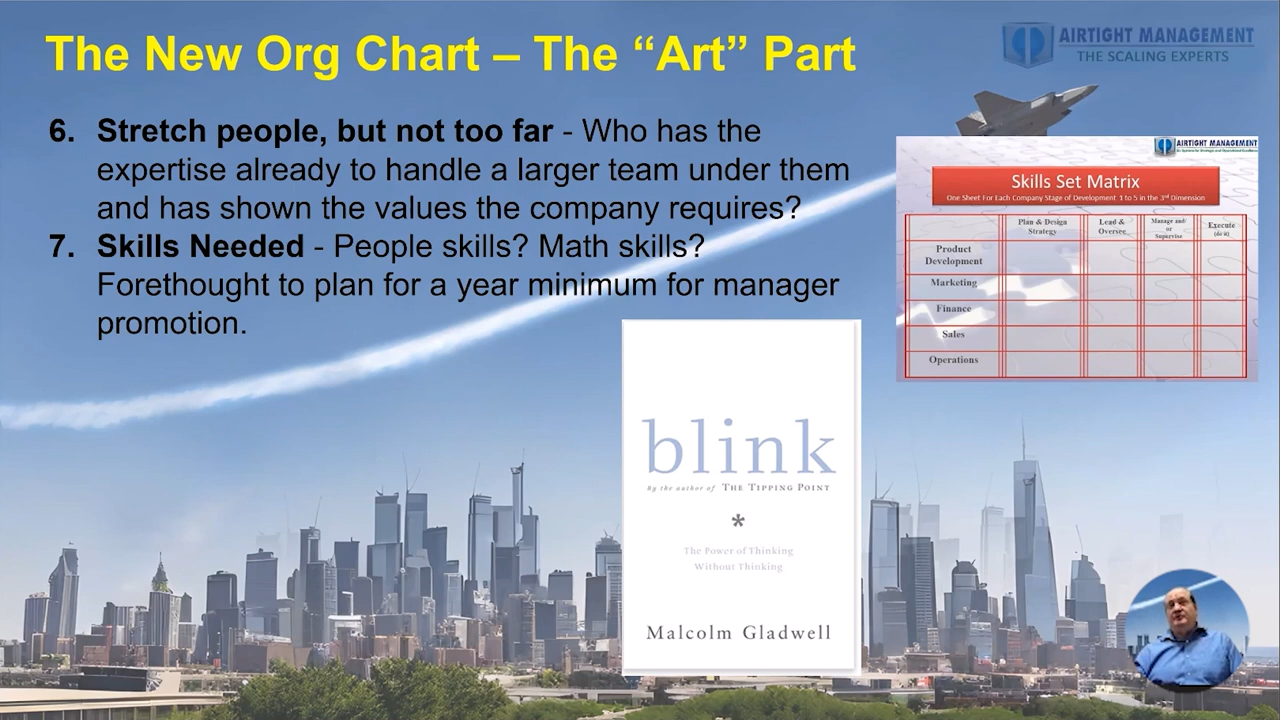 The New Org Chart – The “Art” Part
AIRTIGHT MANAGEMENT
THE SCALING EXPERTS
6. Stretch people, but not too far - Who has the
expertise already to handle a larger team under them
and has shown the values the company requires?
7. Skills Needed - People skills? Math skills?
Forethought to plan for a year minimum for manager
promotion.
AIRTIGHT MANAGEMENT
Skills Set Matrix
One Sheet For Each Company Stage of Development 1 to 5 in the 3rd Dimension
Plan & Design
Strategy
Lead &
Oversee
Manage and/
or
Supervise
Execute
(do it)
Product
Development
Marketing
Finance
Sales
Operations
blink
by the author of THE TIPPING POINT
*
The Power of Thinking
Without Thinking
Malcolm Gladwell